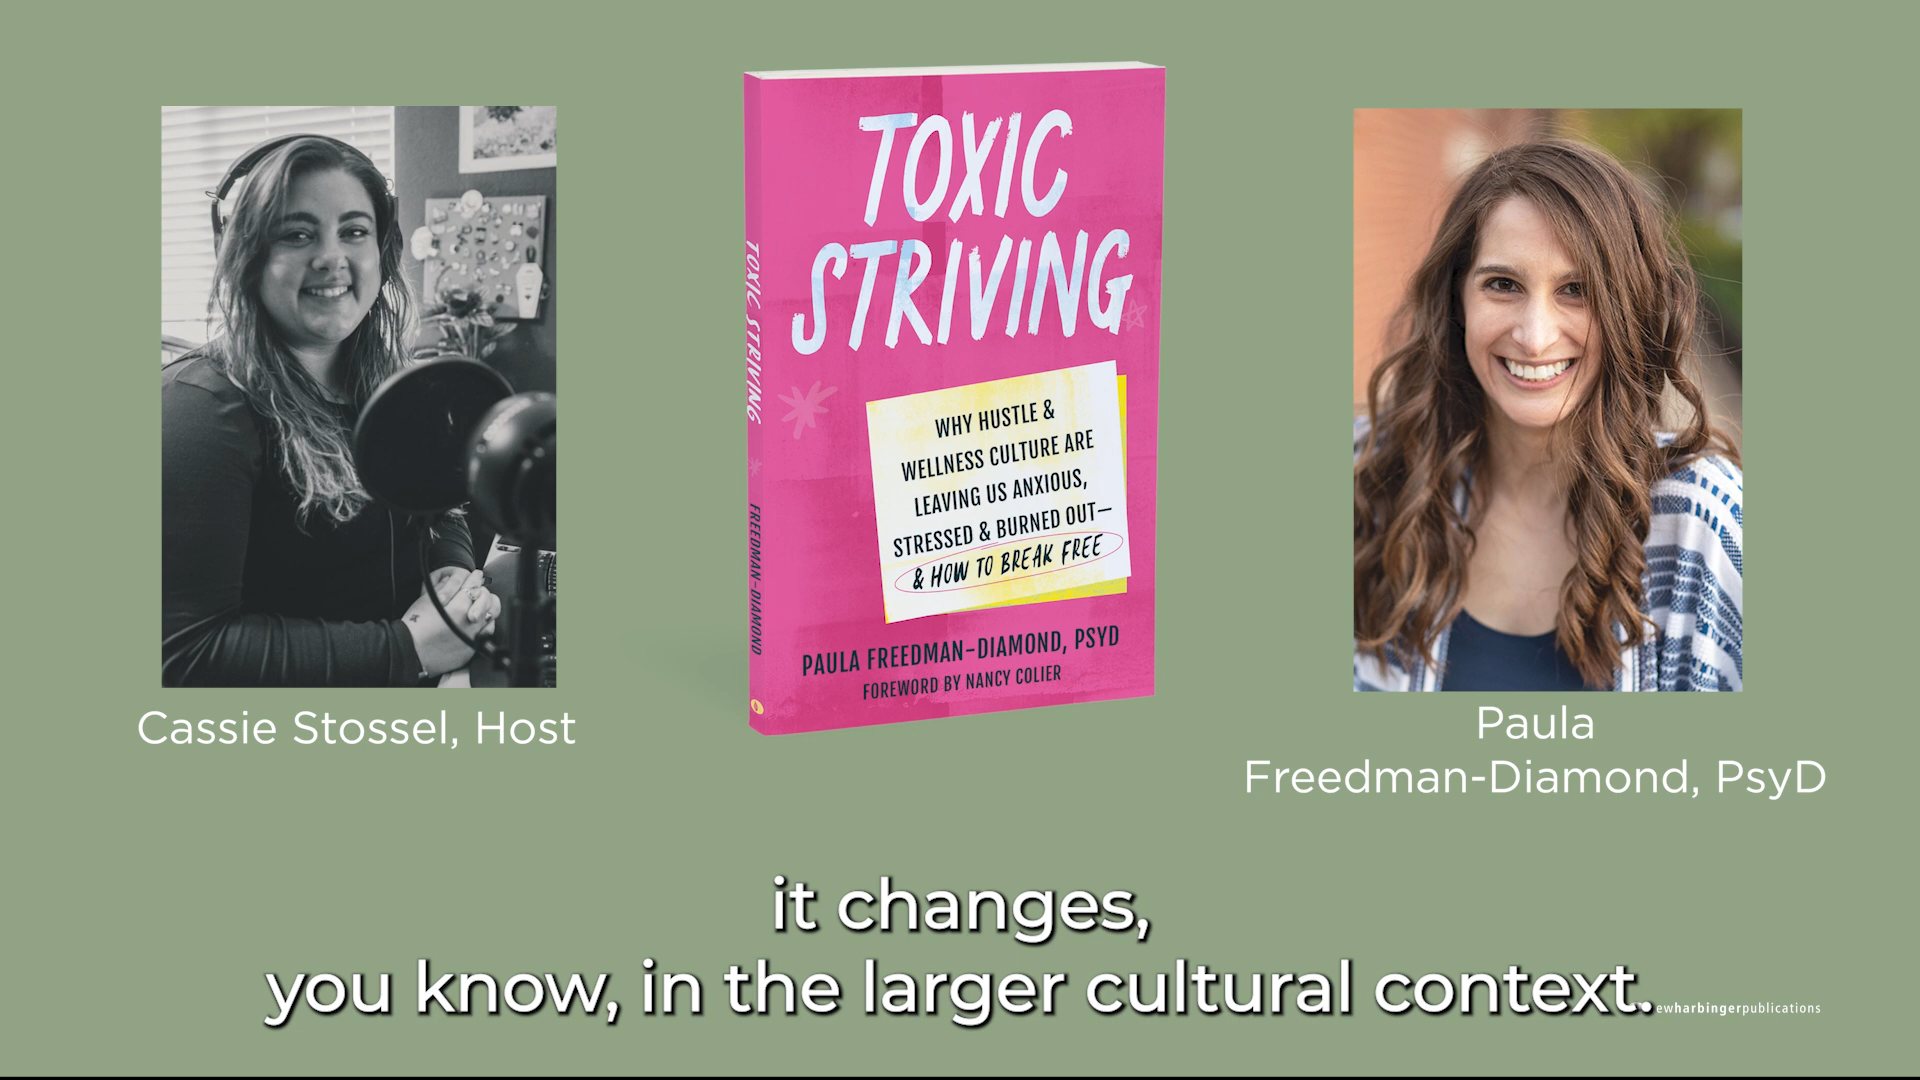 TOXIC
STRIVING
WHY HUSTLE &
WELLNESS CULTURE ARE
LEAVING US ANXIOUS,
STRESSED & BURNED OUT—
& HOW TO BREAK FREE
PAULA FREEDMAN-DIAMOND, PSYD
FOREWORD BY NANCY COLIER
TOXIC STRIVING
FREEDMAN-DIAMOND
Cassie Stossel, Host
Paula
Freedman-Diamond, PsyD
it changes,
you know, in the larger cultural context.
ewharbingerpublications